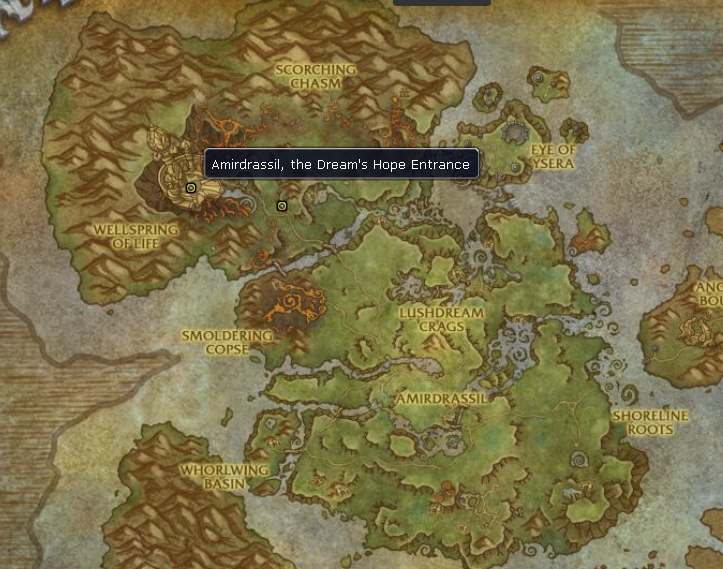 SCORCHING
CHASM
EYE OF
YSERA
Amirdrassil, the Dream's Hope Entrance
WELLSPRING
OF LIFE
LUSHDREAM
CRAGS
SMOLDERING
COPSE
AMIRDRASSIL
SHORELINE
ROOTS
WHORLWING
BASIN